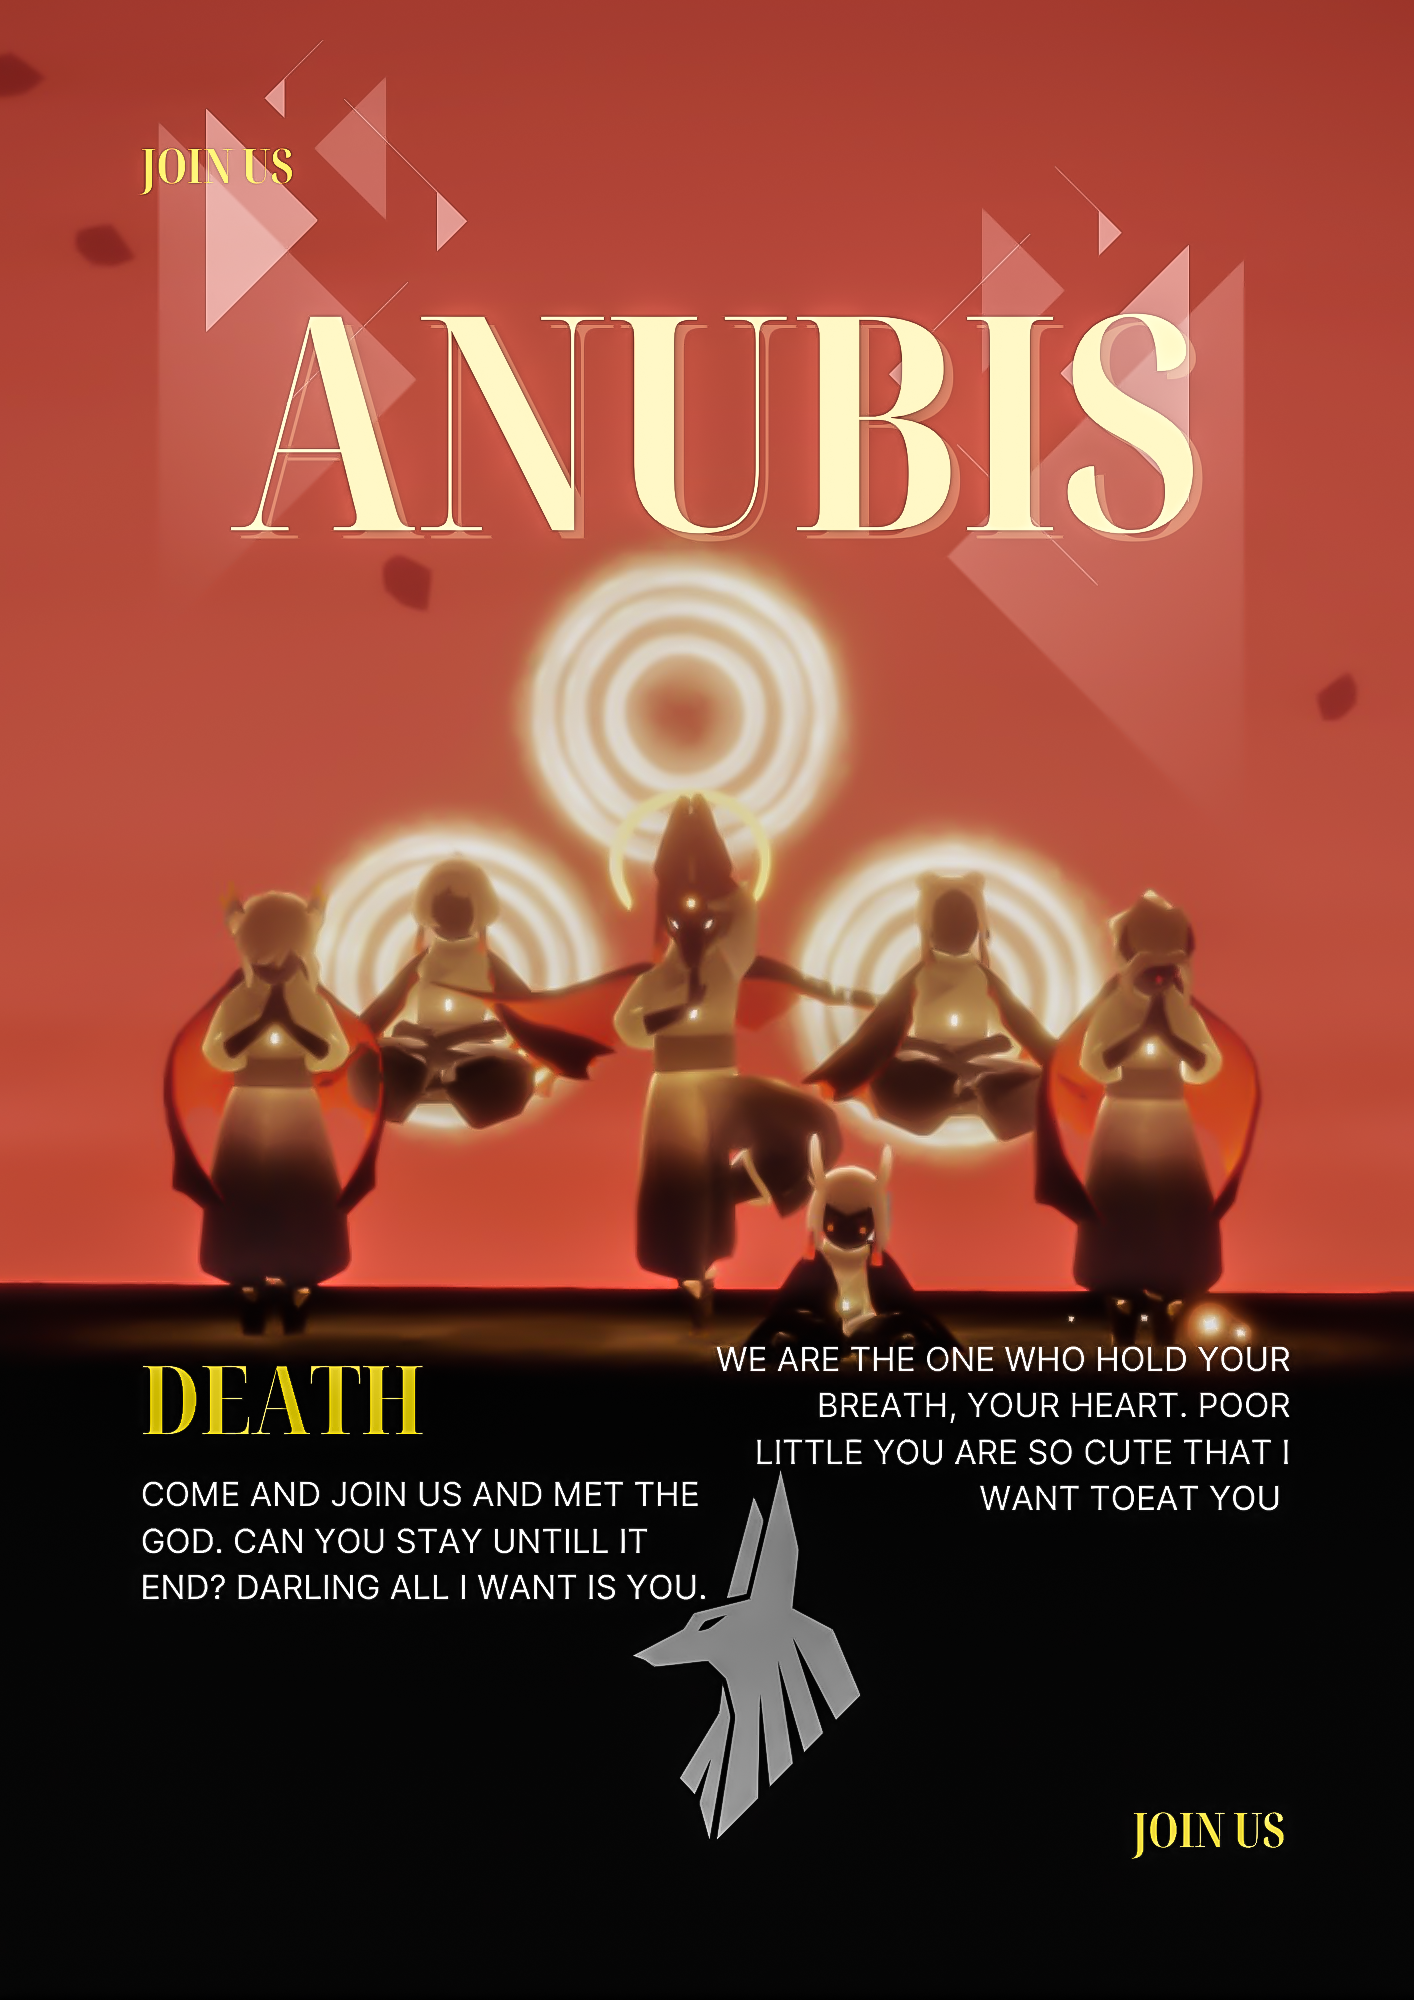 JOIN US
ANUBIS
DEATH
COME AND JOIN US AND MET THE
GOD. CAN YOU STAY UNTILL IT
END? DARLING ALL I WANT IS YOU.
WE ARE THE ONE WHO HOLD YOUR
BREATH, YOUR HEART. POOR
LITTLE YOU ARE SO CUTE THAT I
WANT TOEAT YOU
JOIN US